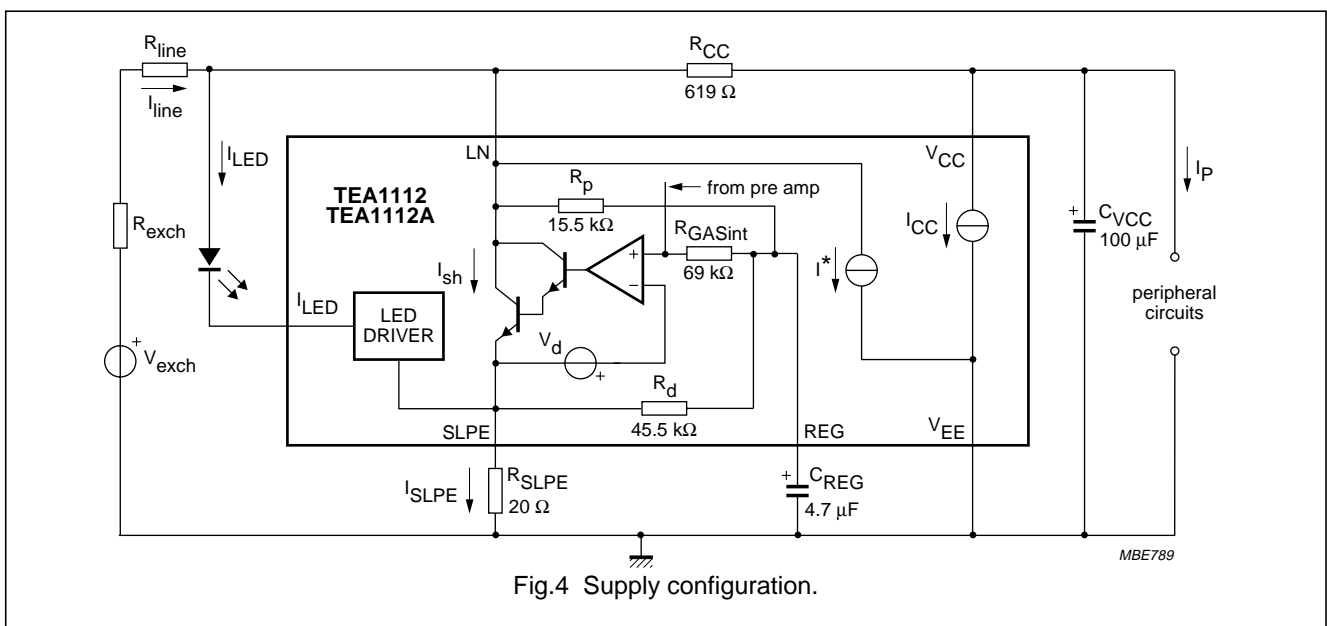 Rline
RCC
619 Ω
Iline
ILED
LN
VCC
IP
TEA1112
TEA1112A
Rp
from pre amp
15.5 kΩ
RGASint
ICC
CVCC
100 µF
Rexch
Ish
69 kΩ
I*
ILED
LED
DRIVER
peripheral
circuits
Vd
Vexch
Rd
SLPE
45.5 kΩ
REG
VEE
ISLPE
RSLPE
20 Ω
CREG
4.7 µF
MBE789
Fig.4 Supply configuration.